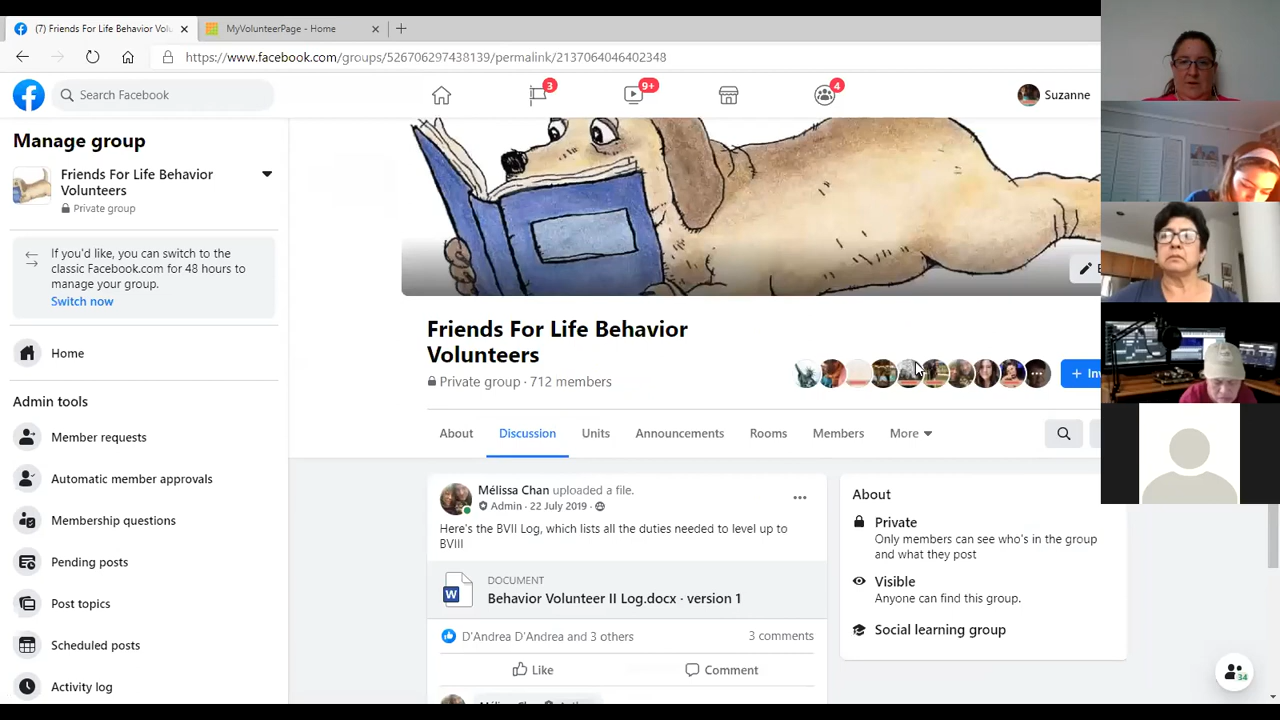 (7) Friends For Life Behavior Volu
MyVolunteerPage - Home
https://www.facebook.com/groups/526706297438139/permalink/2137064046402348
Search Facebook
3
9+
4
Suzanne
Manage group
Friends For Life Behavior
Volunteers
Private group
If you'd like, you can switch to the
classic Facebook.com for 48 hours to
manage your group.
Switch now
Home
Admin tools
Member requests
Automatic member approvals
Membership questions
Pending posts
Post topics
Scheduled posts
Activity log
Friends For Life Behavior
Volunteers
Private group · 712 members
+ Inv
About
Discussion
Units
Announcements
Rooms
Members
More
Mélissa Chan uploaded a file.
Admin · 22 July 2019 ·
Here's the BVII Log, which lists all the duties needed to level up to
BVIII
DOCUMENT
Behavior Volunteer II Log.docx · version 1
D'Andrea D'Andrea and 3 others
3 comments
Like
Comment
About
Private
Only members can see who's in the group
and what they post
Visible
Anyone can find this group.
Social learning group
34